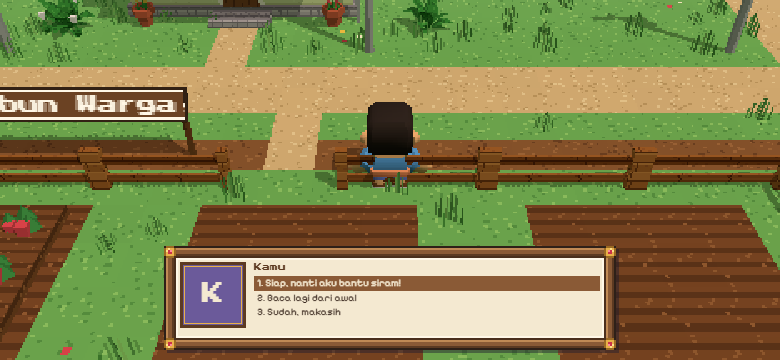 bun Warga
Kamu
K
1. Siap, nanti aku bantu siram!
2. Baca lagi dari awal
3. Sudah, makasih